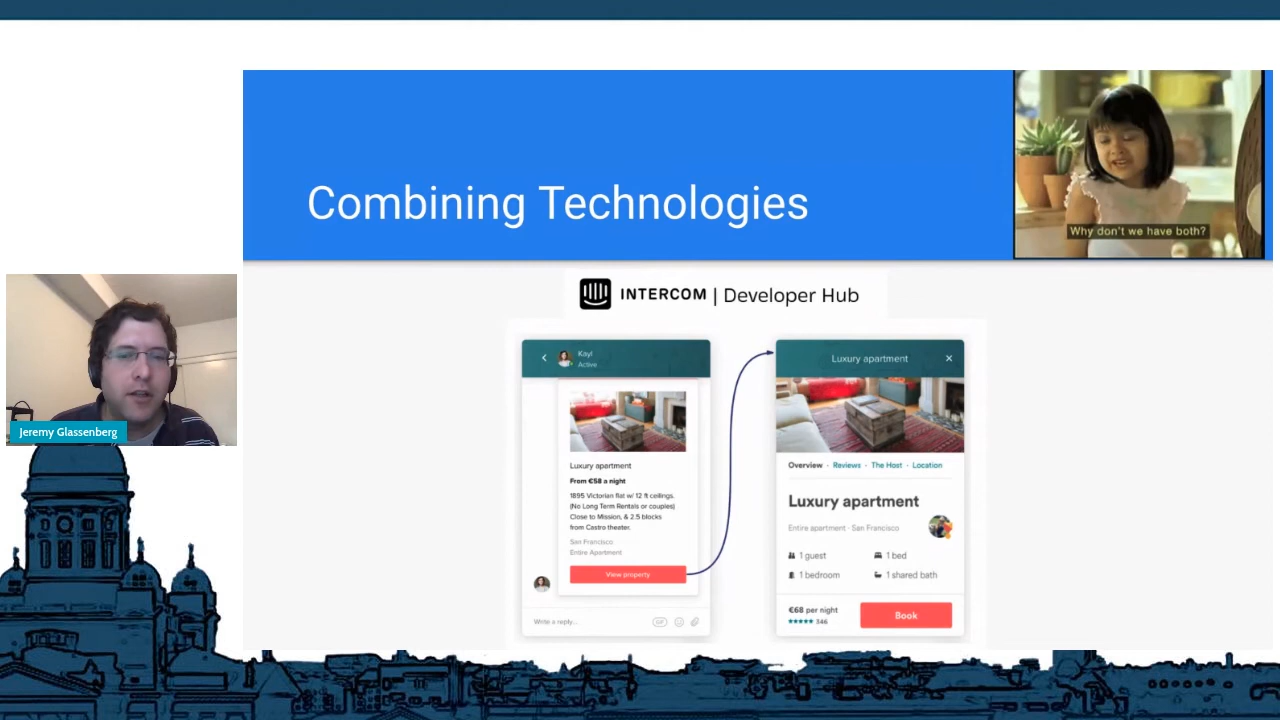 Combining Technologies
Why don't we have both?
INTERCOM | Developer Hub
Jeremy Glassenberg
Kayl
Active
Luxury apartment
From €58 a night
1895 Victorian flat w/ 12 ft ceilings.
(No Long Term Rentals or couples)
Close to Mission, & 2.5 blocks
from Castro theater.
San Francisco
Entire Apartment
View property
Write a reply...
GIF
Luxury apartment
Overview · Reviews · The Host · Location
Luxury apartment
Entire apartment · San Francisco
1 guest
1 bed
1 bedroom
1 shared bath
€68 per night
346
Book